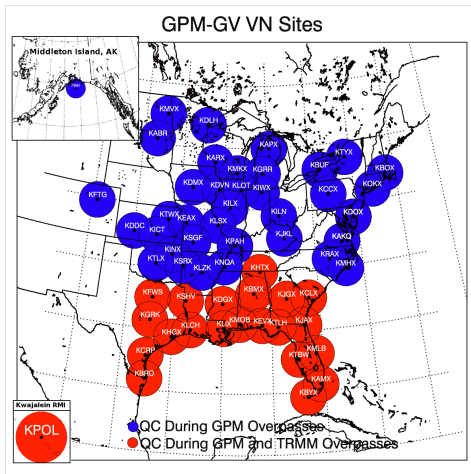 GPM-GV VN Sites
Middleton Island, AK
KMVX
KDLH
KABR
KAPX
KTYX
KARX
KMKX
KGRR
KBUF
KBOX
KDMX
KDVN
KLOT
KIWX
KCCX
KOKX
KFTG
KILX
KILN
KDOX
KTWX
KEAX
KLSX
KDDC
KICT
KSGF
KJKL
KAKQ
KPAH
KINX
KRAX
KTLX
KSRX
KNQA
KMHX
KLZK
KHTX
KFWS
KSHV
KDGX
KBMX
KJGX
KCLX
KGRK
KHGX
KLCH
KLIX
KMOB
KEVX
KTLH
KJAX
KCRP
KMLB
KTBW
KBRO
KAMX
KBYX
Kwajalein RMI
KPOL
QC During GPM Overpasses
QC During GPM and TRMM Overpasses